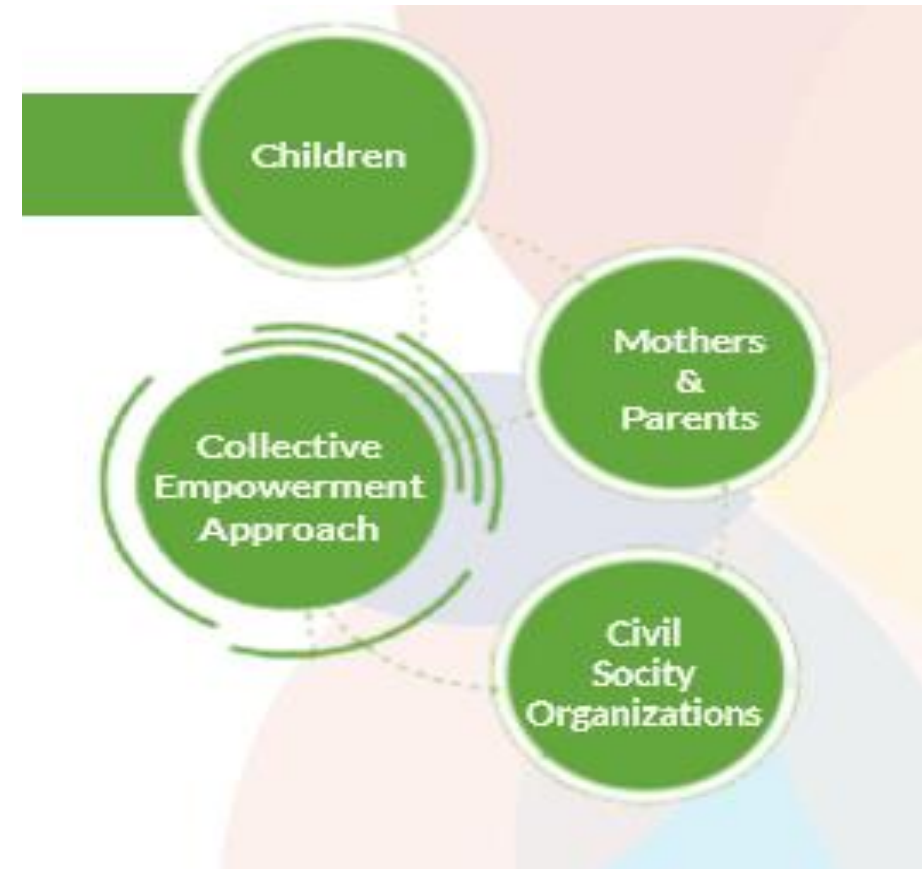 Children
Mothers
&
Parents
Collective
Empowerment
Approach
Civil
Socity
Organizations